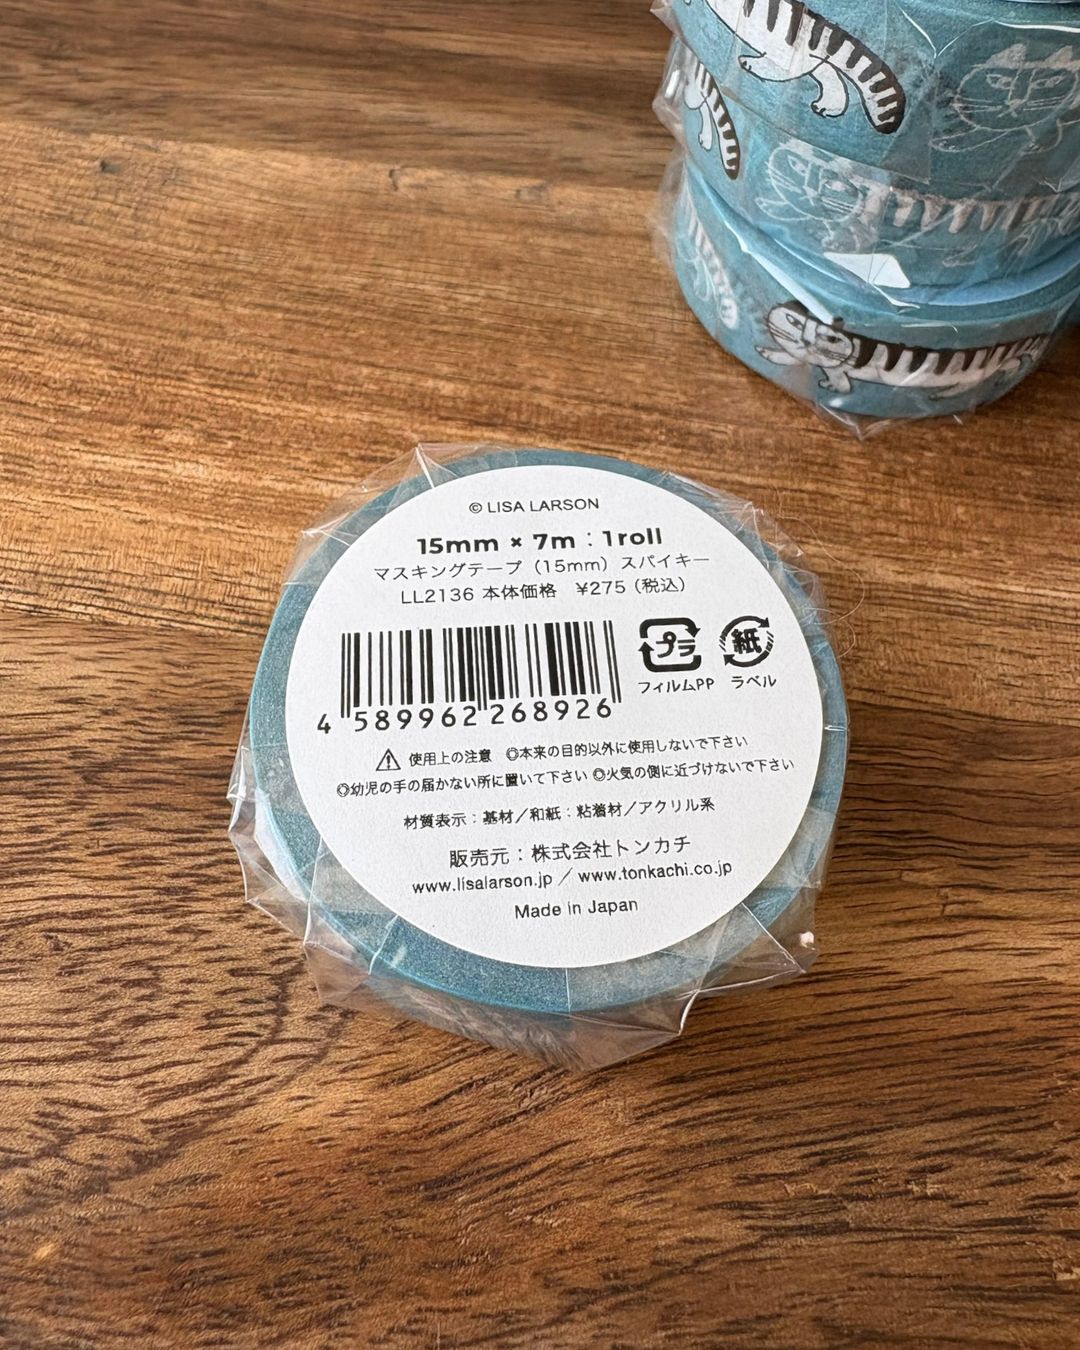 © LISA LARSON
15mm × 7m : 1roll
マスキングテープ（15mm）スパイキー
LL2136 本体価格　¥275（税込）
プラ 紙
フィルムPP ラベル
4 589962 268926
使用上の注意 ◎本来の目的以外に使用しないで下さい
◎幼児の手の届かない所に置いて下さい ◎火気の側に近づけないで下さい
材質表示：基材／和紙：粘着材／アクリル系
販売元：株式会社トンカチ
www.lisalarson.jp ／ www.tonkachi.co.jp
Made in Japan